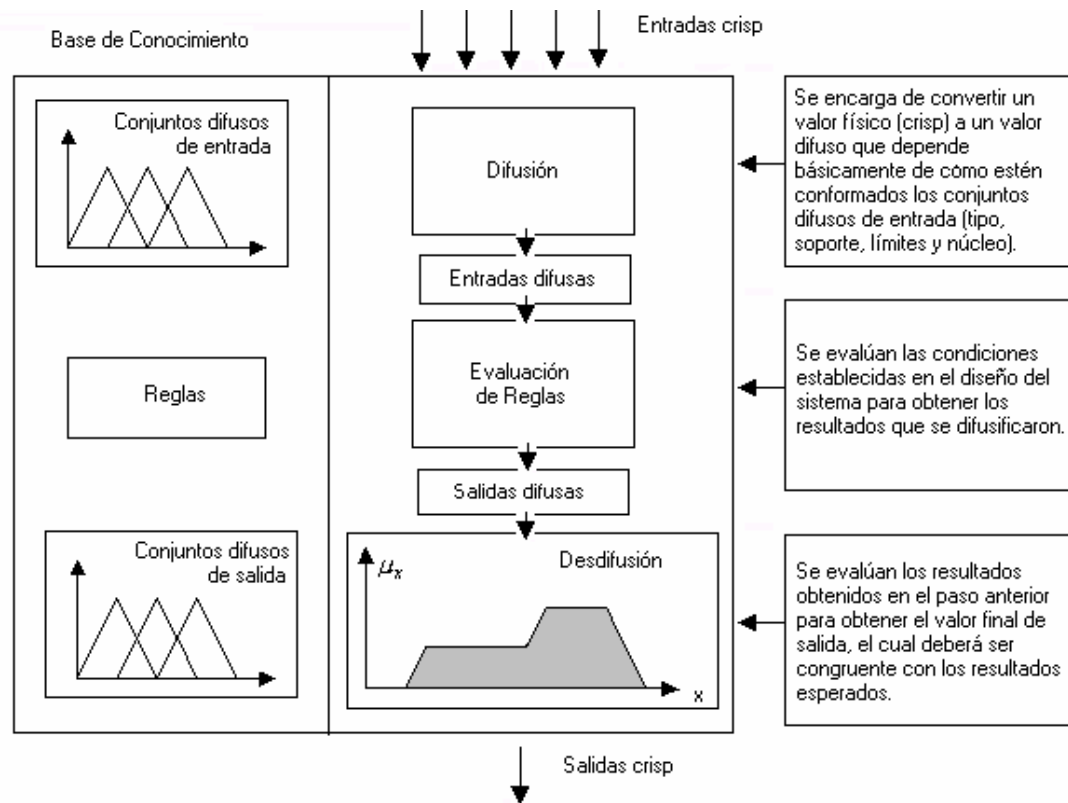 Base de Conocimiento
Entradas crisp
Conjuntos difusos
de entrada
Difusión
Se encarga de convertir un
valor físico (crisp) a un valor
difuso que depende
básicamente de cómo estén
conformados los conjuntos
difusos de entrada (tipo,
soporte, límites y núcleo).
Entradas difusas
Reglas
Evaluación
de Reglas
Se evalúan las condiciones
establecidas en el diseño del
sistema para obtener los
resultados que se difusificaron.
Salidas difusas
Conjuntos difusos
de salida
μx
Desdifusión
x
Se evalúan los resultados
obtenidos en el paso anterior
para obtener el valor final de
salida, el cual deberá ser
congruente con los resultados
esperados.
Salidas crisp